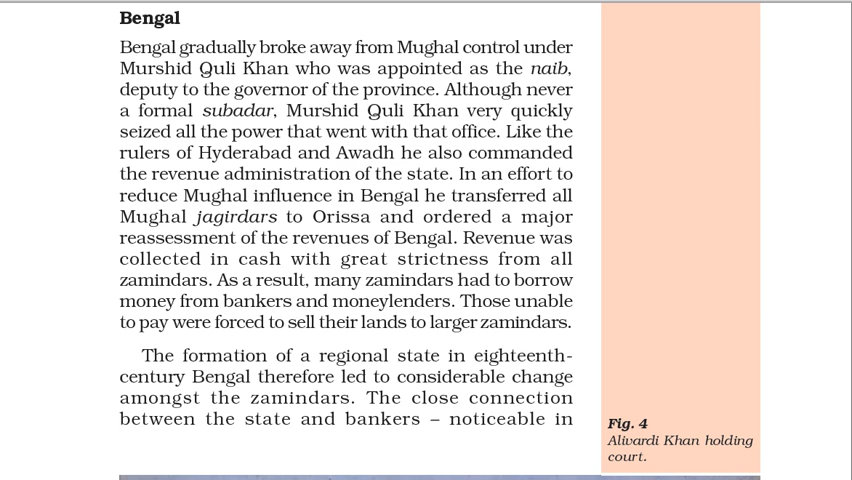 Bengal
Bengal gradually broke away from Mughal control under
Murshid Quli Khan who was appointed as the naib,
deputy to the governor of the province. Although never
a formal subadar, Murshid Quli Khan very quickly
seized all the power that went with that office. Like the
rulers of Hyderabad and Awadh he also commanded
the revenue administration of the state. In an effort to
reduce Mughal influence in Bengal he transferred all
Mughal jagirdars to Orissa and ordered a major
reassessment of the revenues of Bengal. Revenue was
collected in cash with great strictness from all
zamindars. As a result, many zamindars had to borrow
money from bankers and moneylenders. Those unable
to pay were forced to sell their lands to larger zamindars.
The formation of a regional state in eighteenth-
century Bengal therefore led to considerable change
amongst the zamindars. The close connection
between the state and bankers – noticeable in
Fig. 4
Alivardi Khan holding
court.